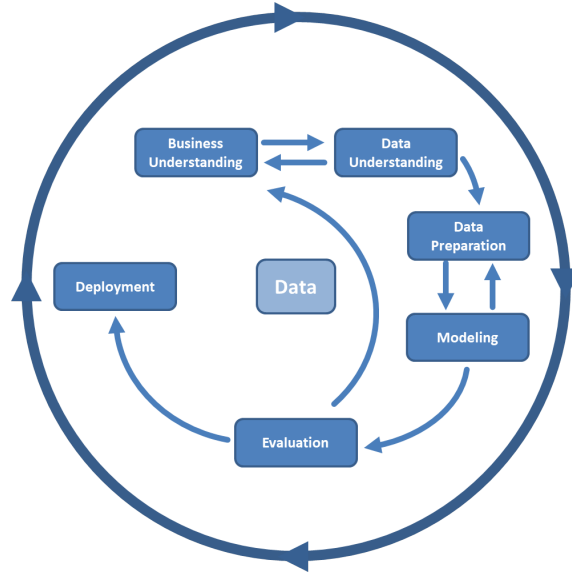 Business
Understanding
Data
Understanding
Data
Preparation
Deployment
Data
Modeling
Evaluation